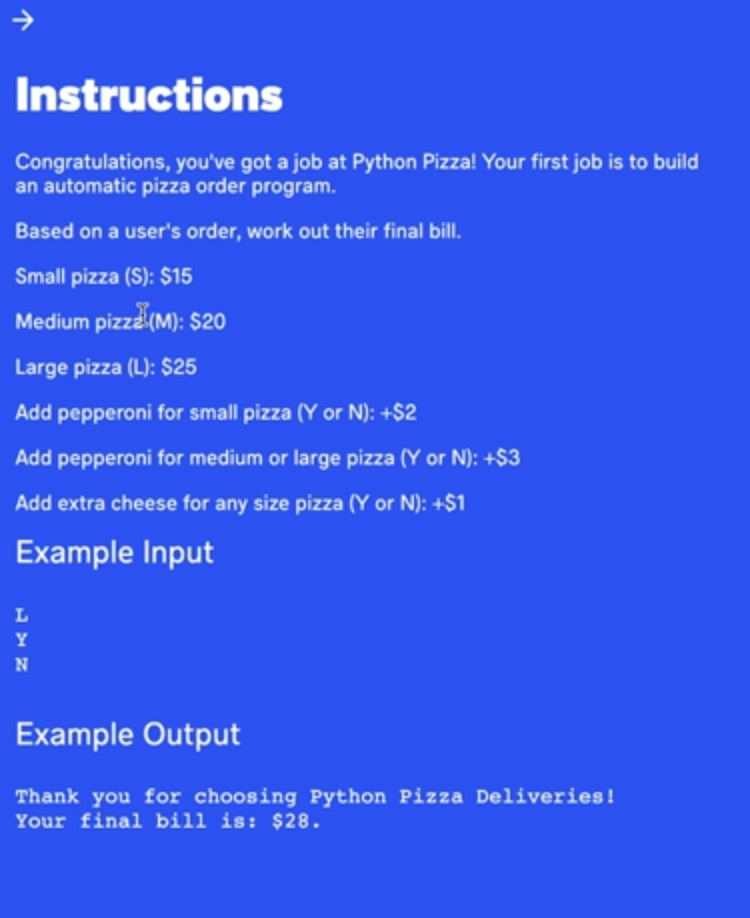 Instructions
Congratulations, you've got a job at Python Pizza! Your first job is to build
an automatic pizza order program.
Based on a user's order, work out their final bill.
Small pizza (S): $15
Medium pizza (M): $20
Large pizza (L): $25
Add pepperoni for small pizza (Y or N): +$2
Add pepperoni for medium or large pizza (Y or N): +$3
Add extra cheese for any size pizza (Y or N): +$1
Example Input
L
Y
N
Example Output
Thank you for choosing Python Pizza Deliveries!
Your final bill is: $28.